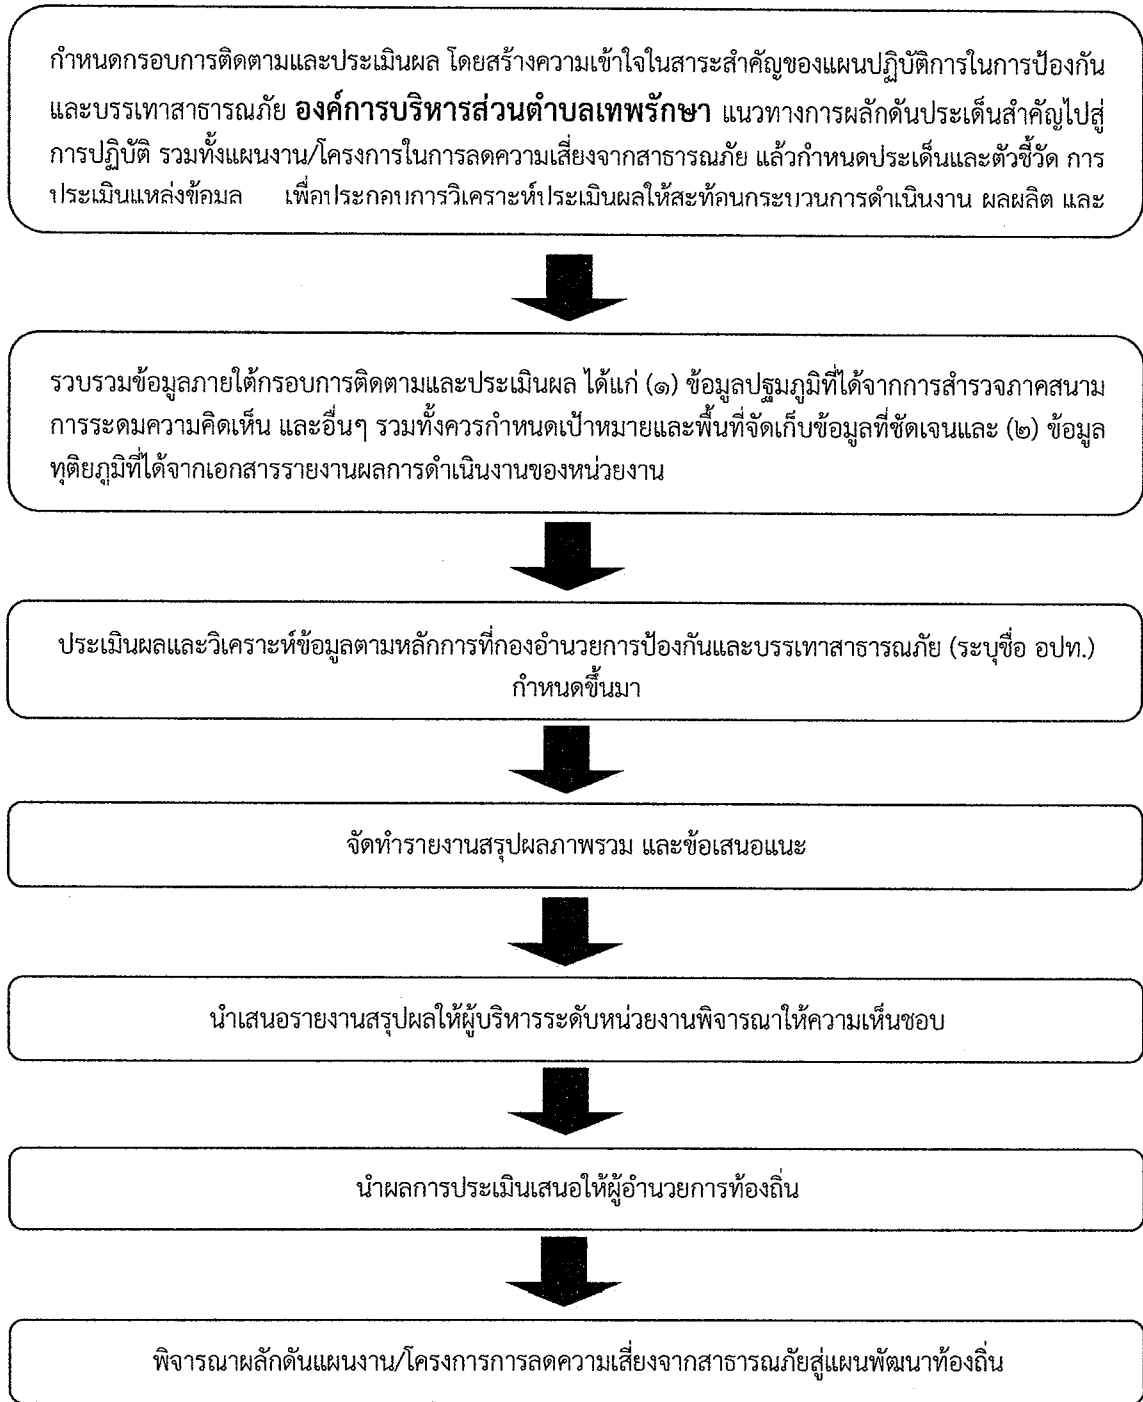 กำหนดกรอบการติดตามและประเมินผล โดยสร้างความเข้าใจในสาระสำคัญของแผนปฏิบัติการในการป้องกัน
และบรรเทาสาธารณภัย องค์การบริหารส่วนตำบลเทพรักษา แนวทางการผลักดันประเด็นสำคัญไปสู่
การปฏิบัติ รวมทั้งแผนงาน/โครงการในการลดความเสี่ยงจากสาธารณภัย แล้วกำหนดประเด็นและตัวชี้วัด การ
ประเมินแหล่งข้อมูล เพื่อประกอบการวิเคราะห์ประเมินผลให้สะท้อนกระบวนการดำเนินงาน ผลผลิต และ
รวบรวมข้อมูลภายใต้กรอบการติดตามและประเมินผล ได้แก่ (๑) ข้อมูลปฐมภูมิที่ได้จากการสำรวจภาคสนาม
การระดมความคิดเห็น และอื่นๆ รวมทั้งควรกำหนดเป้าหมายและพื้นที่จัดเก็บข้อมูลที่ชัดเจนและ (๒) ข้อมูล
ทุติยภูมิที่ได้จากเอกสารรายงานผลการดำเนินงานของหน่วยงาน
ประเมินผลและวิเคราะห์ข้อมูลตามหลักการที่กองอำนวยการป้องกันและบรรเทาสาธารณภัย (ระบุชื่อ อปท.)
กำหนดขึ้นมา
จัดทำรายงานสรุปผลภาพรวม และข้อเสนอแนะ
นำเสนอรายงานสรุปผลให้ผู้บริหารระดับหน่วยงานพิจารณาให้ความเห็นชอบ
นำผลการประเมินเสนอให้ผู้อำนวยการท้องถิ่น
พิจารณาผลักดันแผนงาน/โครงการการลดความเสี่ยงจากสาธารณภัยสู่แผนพัฒนาท้องถิ่น